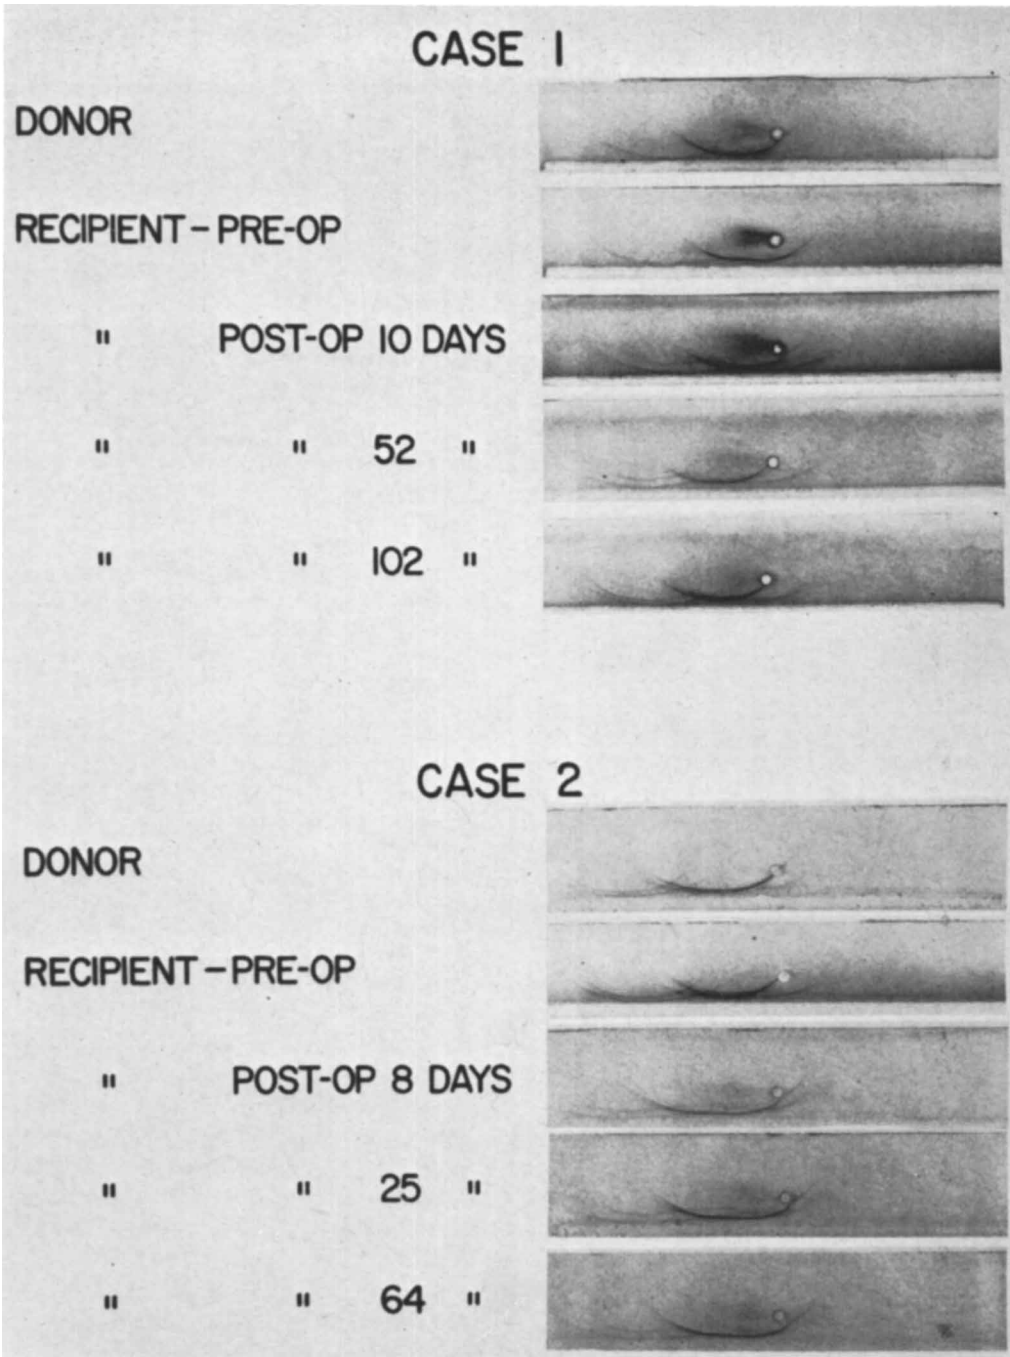 CASE 1
DONOR
RECIPIENT - PRE-OP
" POST-OP 10 DAYS
" " 52 "
" " 102 "
CASE 2
DONOR
RECIPIENT - PRE-OP
" POST-OP 8 DAYS
" " 25 "
" " 64 "